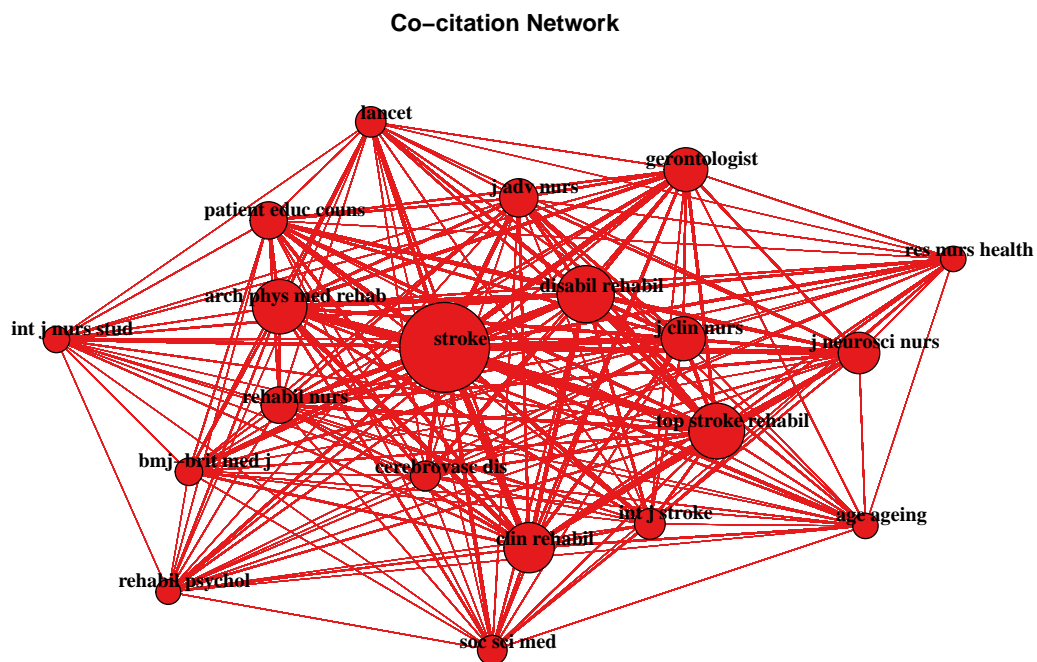 Co−citation Network
lancet
gerontologist
j adv nurs
patient educ couns
res nurs health
disabil rehabil
arch phys med rehab
int j nurs stud
stroke
j clin nurs
j neurosci nurs
rehabil nurs
top stroke rehabil
bmj−brit med j
cerebrovasc dis
int j stroke
age ageing
clin rehabil
rehabil psychol
soc sci med